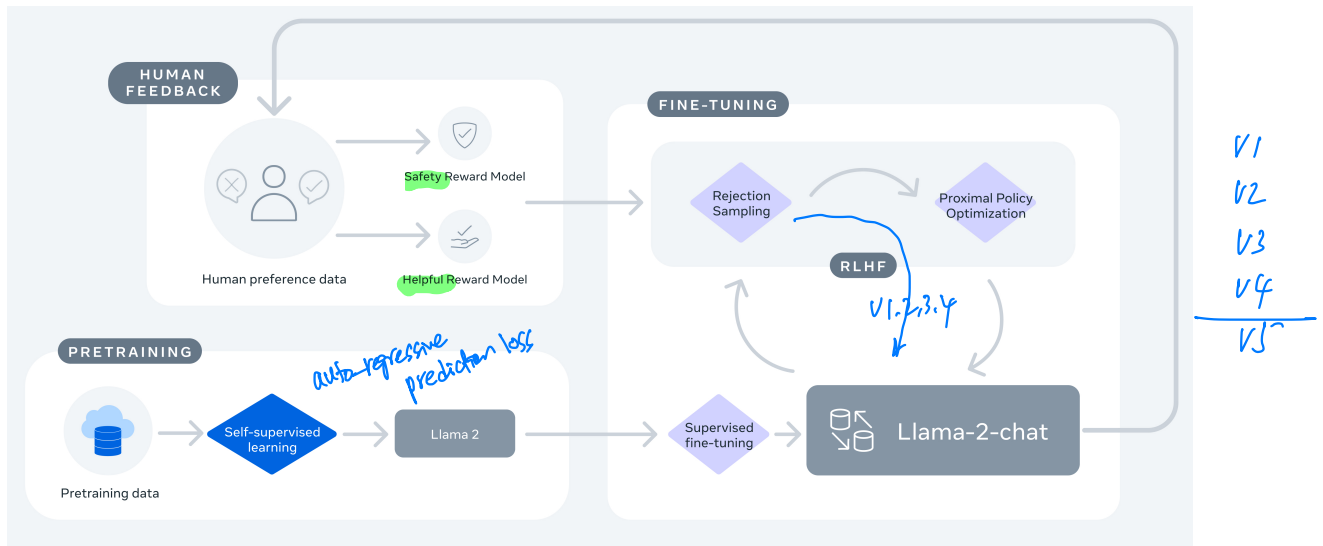 HUMAN
FEEDBACK
Safety Reward Model
Helpful Reward Model
Human preference data
FINE-TUNING
Rejection
Sampling
Proximal Policy
Optimization
RLHF
V1.2.3.4
PRETRAINING
auto-regressive
prediction loss
Self-supervised
learning
Llama 2
Pretraining data
Supervised
fine-tuning
Llama-2-chat
V1
V2
V3
V4
V5